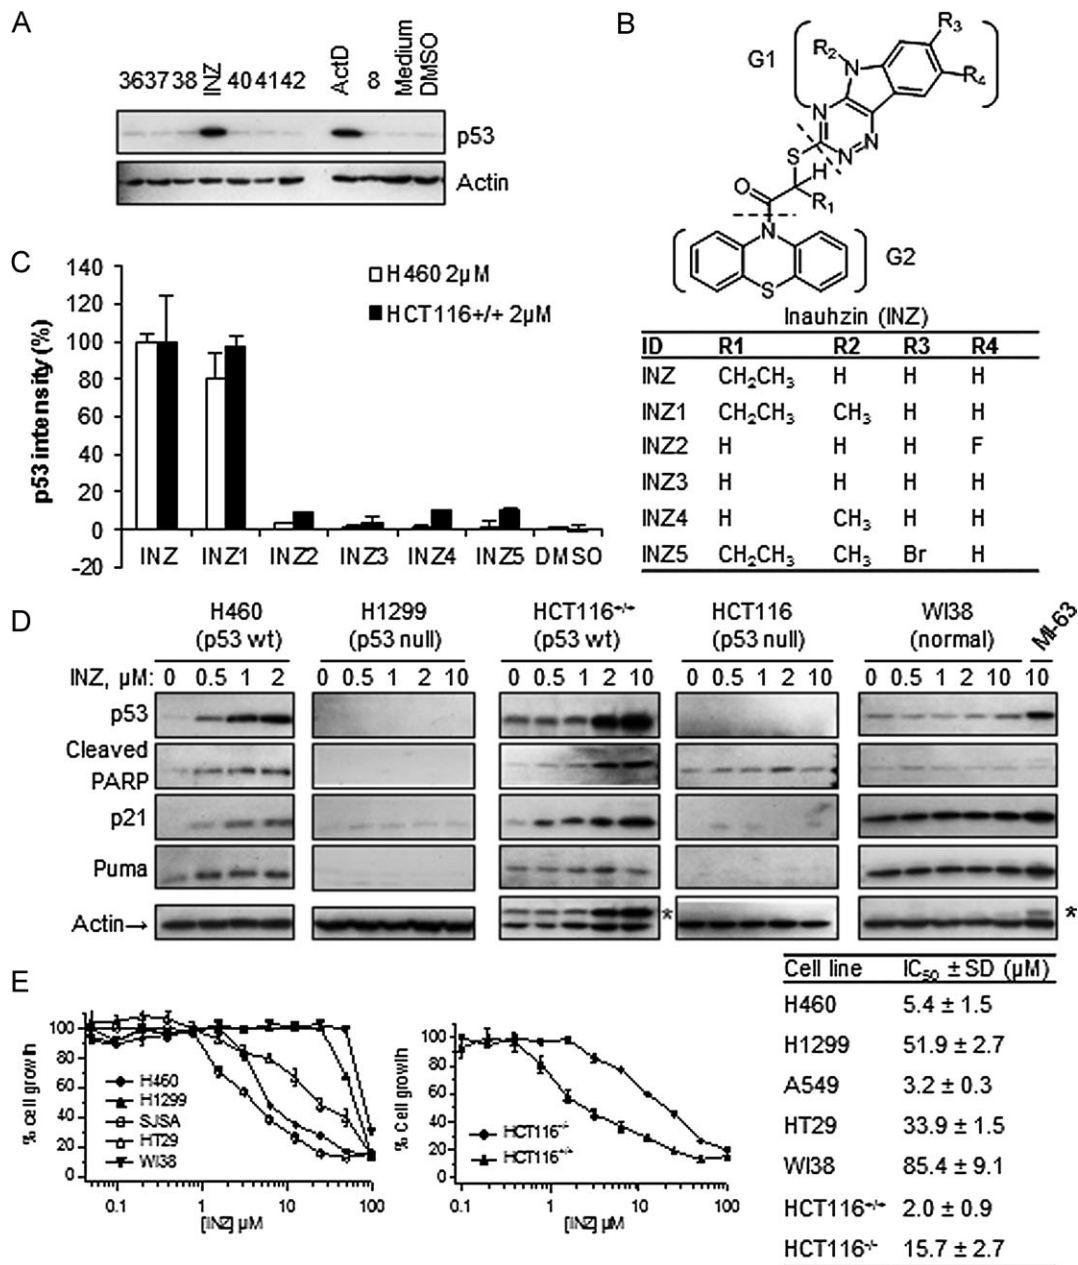 A
3637 38 INZ 40 4142 ActD 8 Medium DMSO
p53
Actin
B
G1
R2
R3
R4
N
N
N
N
S
H
O
R1
N
S
G2
Inauhzin (INZ)
ID R1 R2 R3 R4
INZ CH2CH3 H H H
INZ1 CH2CH3 CH3 H H
INZ2 H H H F
INZ3 H H H H
INZ4 H CH3 H H
INZ5 CH2CH3 CH3 Br H
C
p53 intensity (%)
140
120
100
80
60
40
20
0
-20
H460 2µM
HCT116+/+ 2µM
INZ INZ1 INZ2 INZ3 INZ4 INZ5 DMSO
D
H460 H1299 HCT116+/+ HCT116 WI38 MI-63
(p53 wt) (p53 null) (p53 wt) (p53 null) (normal)
INZ, µM: 0 0.5 1 2 0 0.5 1 2 10 0 0.5 1 2 10 0 0.5 1 2 10 0 0.5 1 2 10 10
p53
Cleaved
PARP
p21
Puma
Actin→ * *
E
% cell growth
100
80
60
40
20
0
H460
H1299
SJSA
HT29
WI38
0.1 1 10 100
[INZ] µM
% Cell growth
100
80
60
40
20
0
HCT116-/-
HCT116+/+
0.1 1 10 100
[INZ] µM
Cell line IC50 ± SD (µM)
H460 5.4 ± 1.5
H1299 51.9 ± 2.7
A549 3.2 ± 0.3
HT29 33.9 ± 1.5
WI38 85.4 ± 9.1
HCT116+/+ 2.0 ± 0.9
HCT116-/- 15.7 ± 2.7